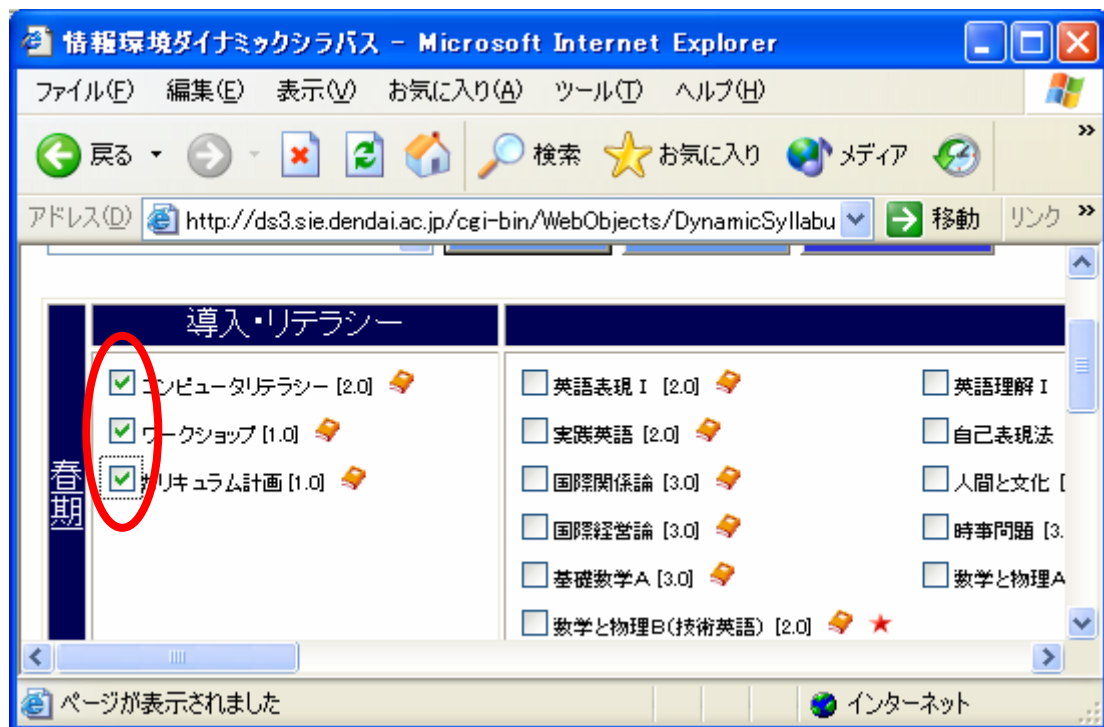 情報環境ダイナミックシラバス - Microsoft Internet Explorer
ファイル(F) 編集(E) 表示(V) お気に入り(A) ツール(T) ヘルプ(H)
戻る 検索 お気に入り メディア »
アドレス(D) http://ds3.sie.dendai.ac.jp/cgi-bin/WebObjects/DynamicSyllabu 移動 リンク »
導入・リテラシー
春期
コンピュータリテラシー [2.0]
ワークショップ [1.0]
カリキュラム計画 [1.0]
英語表現 I [2.0] 英語理解 I
実践英語 [2.0] 自己表現法
国際関係論 [3.0] 人間と文化 [
国際経営論 [3.0] 時事問題 [3.
基礎数学A [3.0] 数学と物理A
数学と物理B(技術英語) [2.0] ★
ページが表示されました インターネット